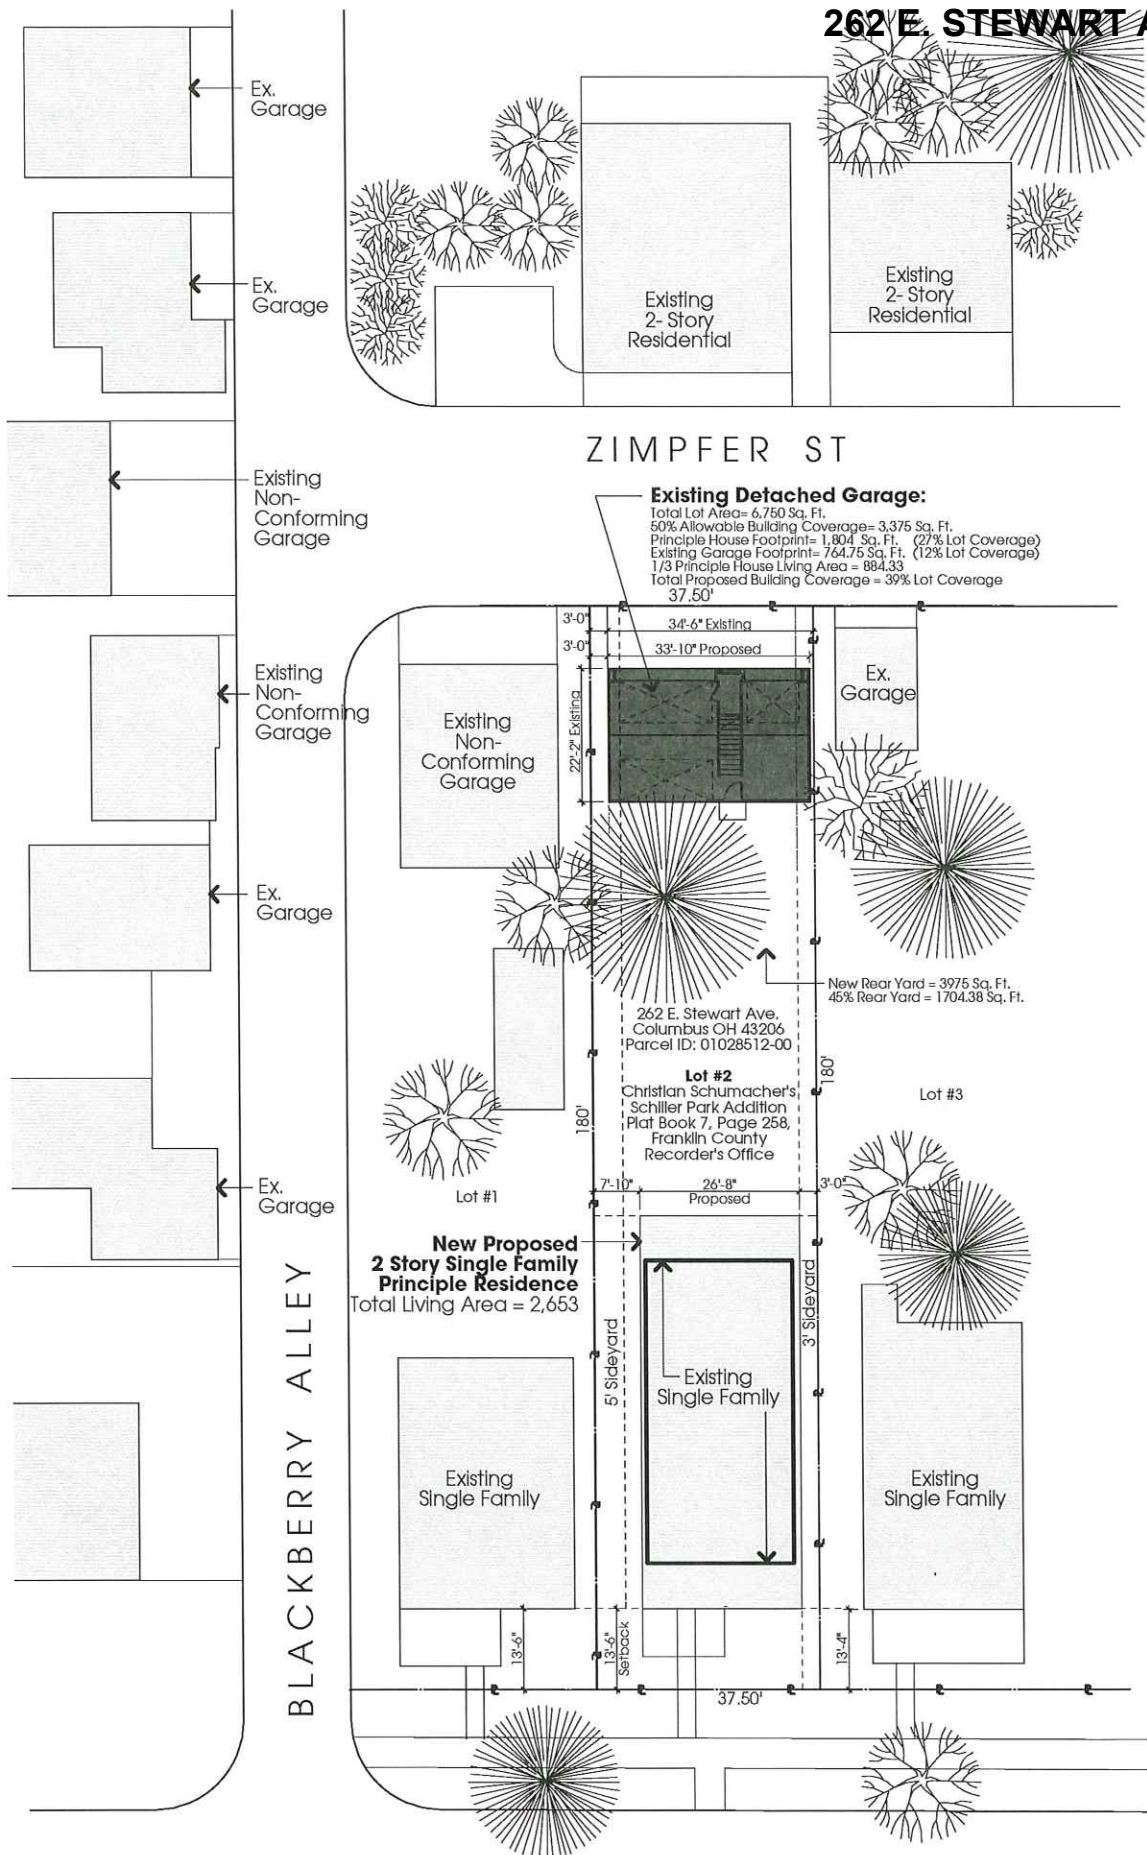 262 E. STEWART A
Ex.
Garage
Ex.
Garage
Existing
2- Story
Residential
Existing
2- Story
Residential
ZIMPFER ST
Existing
Non-
Conforming
Garage
Existing Detached Garage:
Total Lot Area= 6,750 Sq. Ft.
50% Allowable Building Coverage= 3,375 Sq. Ft.
Principle House Footprint= 1,804 Sq. Ft. (27% Lot Coverage)
Existing Garage Footprint= 764.75 Sq. Ft. (12% Lot Coverage)
1/3 Principle House Living Area = 884.33
Total Proposed Building Coverage = 39% Lot Coverage
37.50'
3'-0"
34'-6" Existing
3'-0"
33'-10" Proposed
22'-2" Existing
Existing
Non-
Conforming
Garage
Existing
Non-
Conforming
Garage
Ex.
Garage
Ex.
Garage
New Rear Yard = 3975 Sq. Ft.
45% Rear Yard = 1704.38 Sq. Ft.
262 E. Stewart Ave.
Columbus OH 43206
Parcel ID: 01028512-00
Lot #2
Christian Schumacher's
Schiller Park Addition
Plat Book 7, Page 258,
Franklin County
Recorder's Office
180'
180'
Lot #3
Lot #1
7'-10"
26'-8"
Proposed
3'-0"
Ex.
Garage
New Proposed
2 Story Single Family
Principle Residence
Total Living Area = 2,653
BLACKBERRY ALLEY
5' Sideyard
3' Sideyard
Existing
Single Family
Existing
Single Family
Existing
Single Family
13'-6"
13'-6"
Setback
13'-4"
37.50'